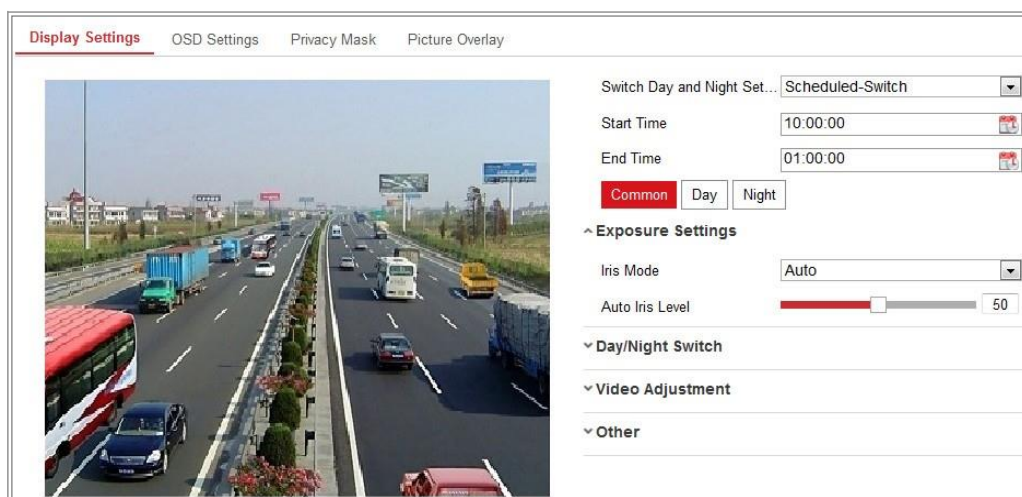 Display Settings OSD Settings Privacy Mask Picture Overlay
Switch Day and Night Set... Scheduled-Switch
Start Time 10:00:00
End Time 01:00:00
Common Day Night
Exposure Settings
Iris Mode Auto
Auto Iris Level 50
Day/Night Switch
Video Adjustment
Other